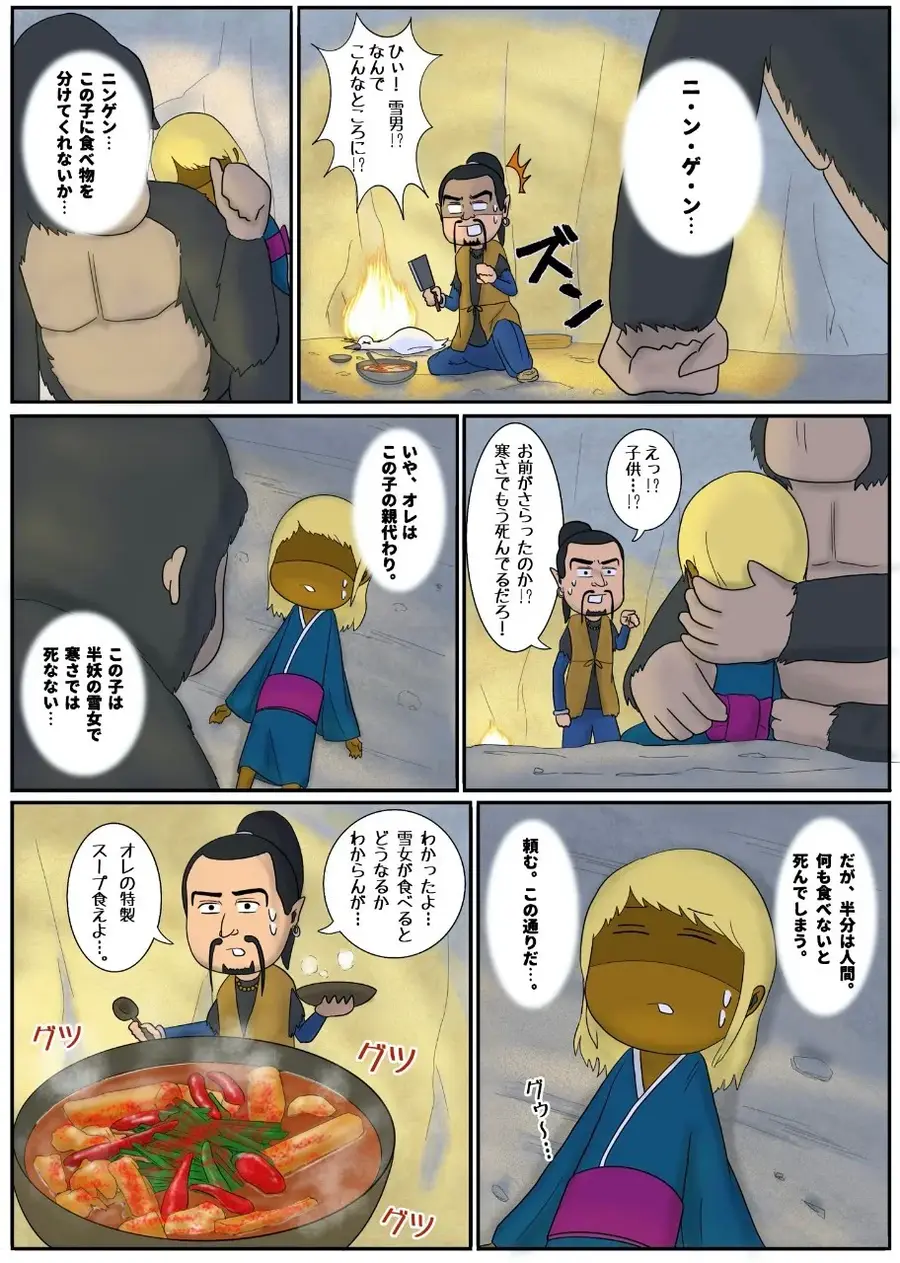 ニ・ン・ゲ・ン…
ひぃ！雪男!?
なんで
こんなところに!?
ズン
ニンゲン…
この子に食べ物を
分けてくれないか…
えっ!?
子供…!?
お前がさらったのか!?
寒さでもう死んでるだろ！
いや、オレは
この子の親代わり。
この子は
半妖の雪女で
寒さでは
死なない…
だが、半分は人間。
何も食べないと
死んでしまう。
頼む。この通りだ…。
グゥ〜…
わかったよ…
雪女が食べると
どうなるか
わからんが…
オレの特製
スープ食えよ…。
グツ
グツ
グツ